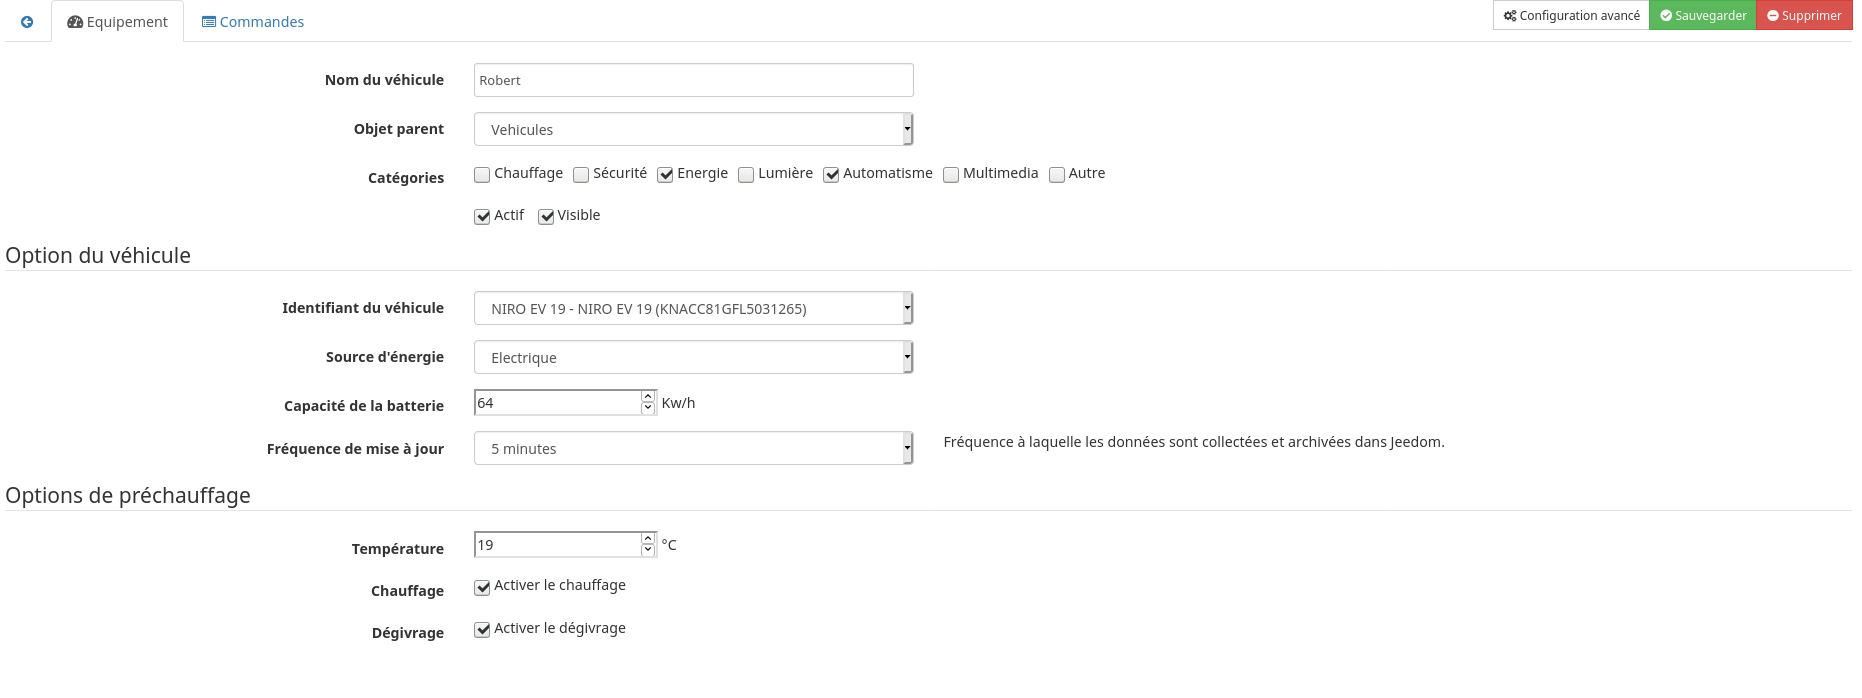 Equipement Commandes Configuration avancé Sauvegarder Supprimer
Nom du véhicule Robert
Objet parent Vehicules
Catégories Chauffage Sécurité Energie Lumière Automatisme Multimedia Autre
Actif Visible
Option du véhicule
Identifiant du véhicule NIRO EV 19 - NIRO EV 19 (KNACC81GFL5031265)
Source d'énergie Electrique
Capacité de la batterie 64 Kw/h
Fréquence de mise à jour 5 minutes Fréquence à laquelle les données sont collectées et archivées dans Jeedom.
Options de préchauffage
Température 19 °C
Chauffage Activer le chauffage
Dégivrage Activer le dégivrage